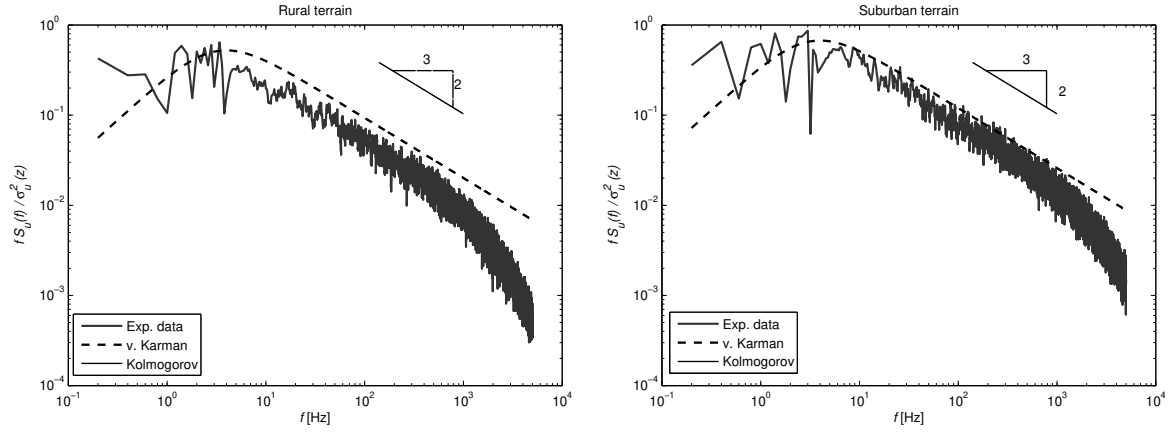 Rural terrain
10^0
10^-1
10^-2
10^-3
10^-4
f S_u(f) / σ_u^2(z)
3
2
Exp. data
v. Karman
Kolmogorov
10^-1
10^0
10^1
10^2
10^3
10^4
f [Hz]
Suburban terrain
10^0
10^-1
10^-2
10^-3
10^-4
f S_u(f) / σ_u^2(z)
3
2
Exp. data
v. Karman
Kolmogorov
10^-1
10^0
10^1
10^2
10^3
10^4
f [Hz]